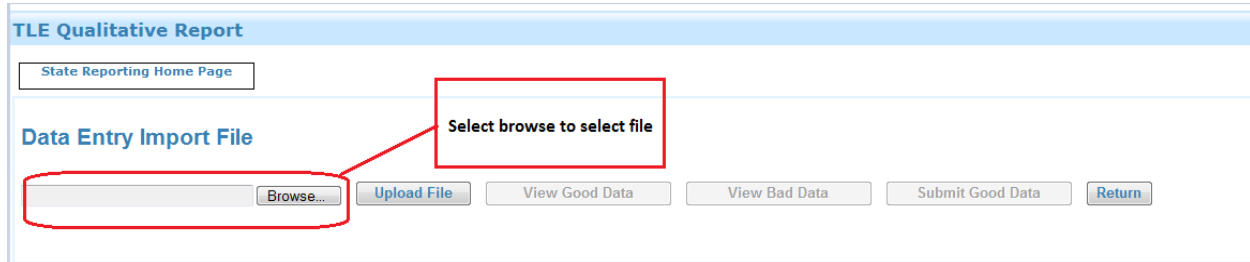 TLE Qualitative Report
State Reporting Home Page
Select browse to select file
Data Entry Import File
Browse... Upload File View Good Data View Bad Data Submit Good Data Return